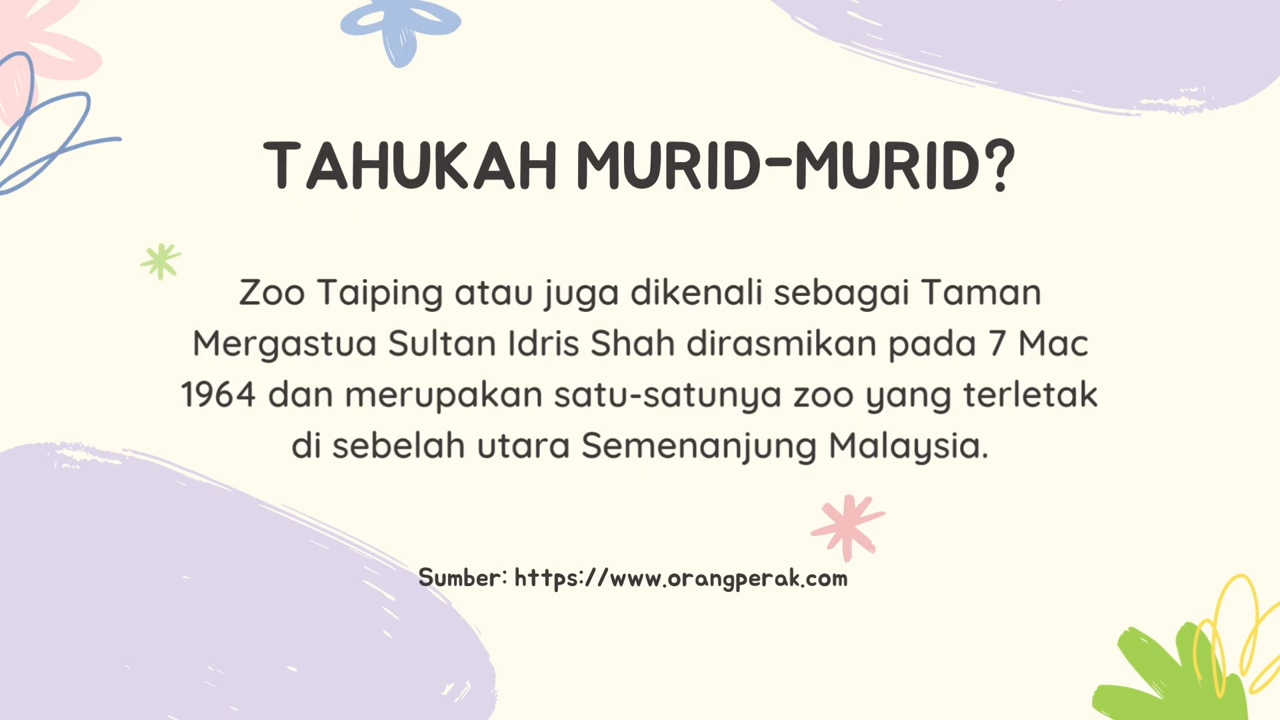 TAHUKAH MURID-MURID?
Zoo Taiping atau juga dikenali sebagai Taman
Mergastua Sultan Idris Shah dirasmikan pada 7 Mac
1964 dan merupakan satu-satunya zoo yang terletak
di sebelah utara Semenanjung Malaysia.
Sumber: https://www.orangperak.com